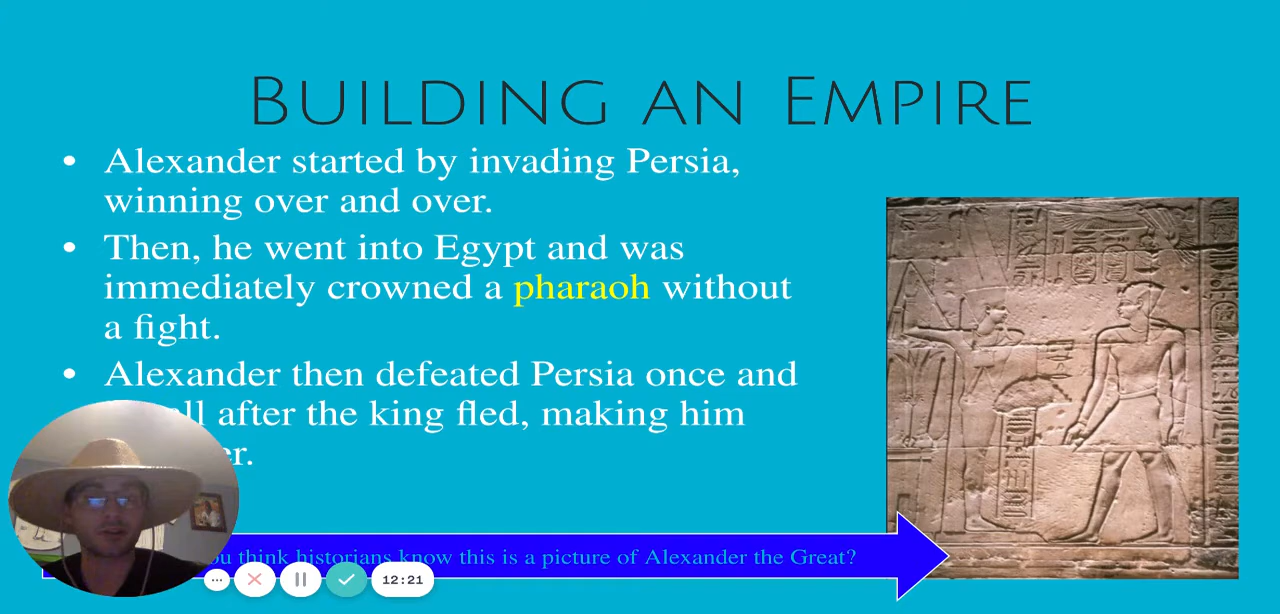 Building an Empire
• Alexander started by invading Persia,
winning over and over.
• Then, he went into Egypt and was
immediately crowned a pharaoh without
a fight.
• Alexander then defeated Persia once and
all after the king fled, making him
think historians know this is a picture of Alexander the Great?
12:21